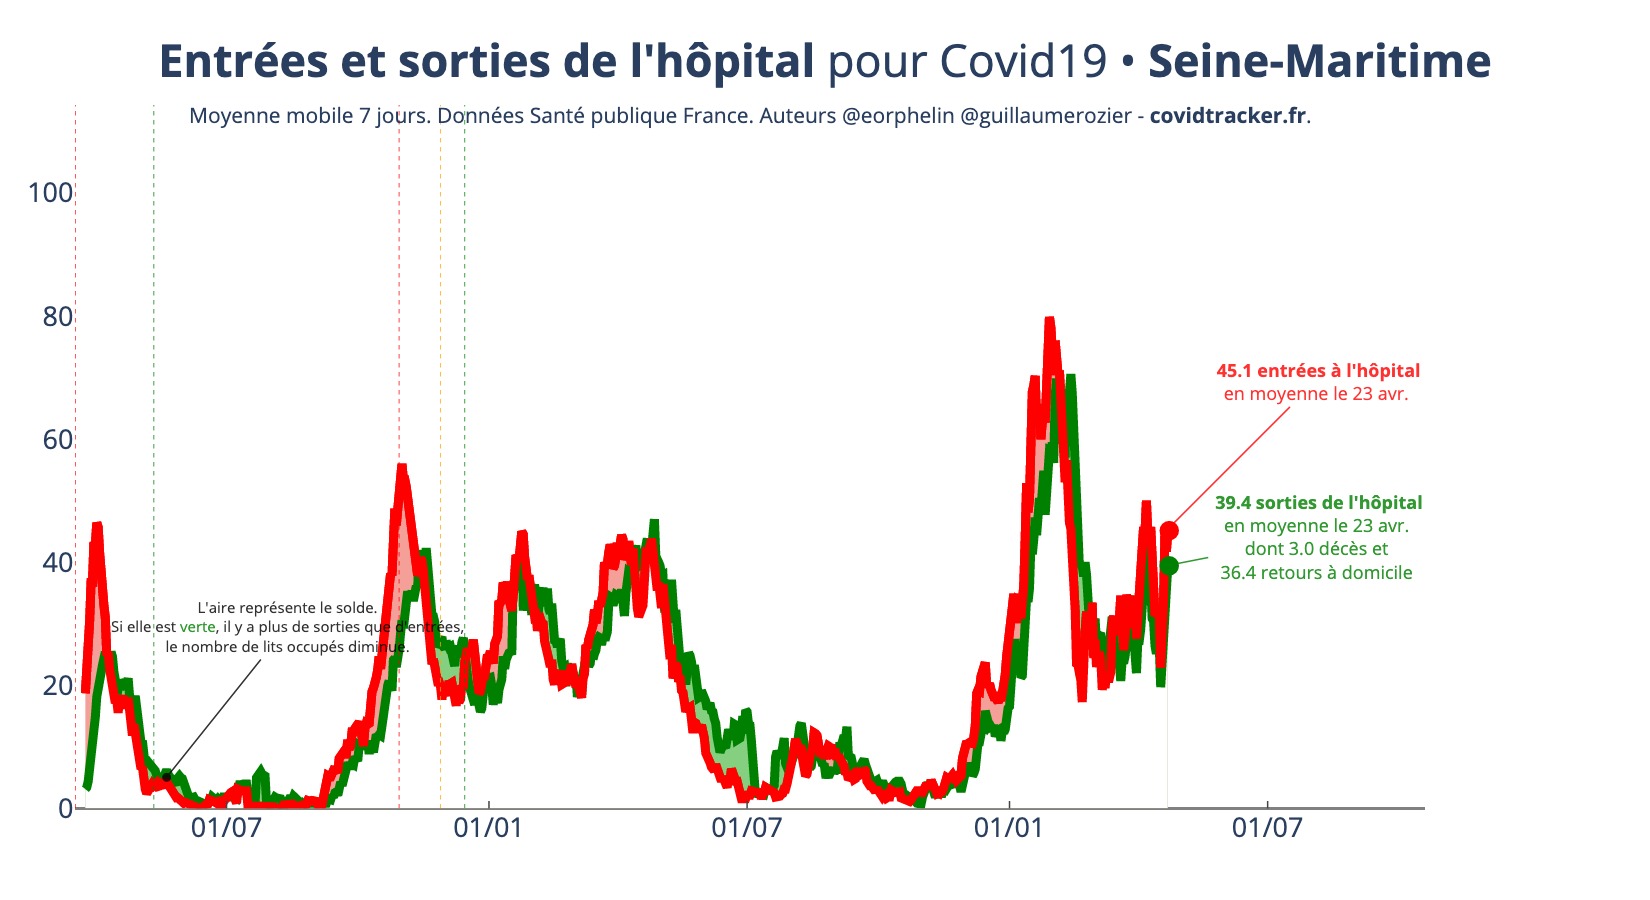 Entrées et sorties de l'hôpital pour Covid19 • Seine-Maritime
Moyenne mobile 7 jours. Données Santé publique France. Auteurs @eorphelin @guillaumerozier - covidtracker.fr.
100
80
60
40
20
0
45.1 entrées à l'hôpital
en moyenne le 23 avr.
39.4 sorties de l'hôpital
en moyenne le 23 avr.
dont 3.0 décès et
36.4 retours à domicile
L'aire représente le solde.
Si elle est verte, il y a plus de sorties que d'entrées,
le nombre de lits occupés diminue.
01/07
01/01
01/07
01/01
01/07